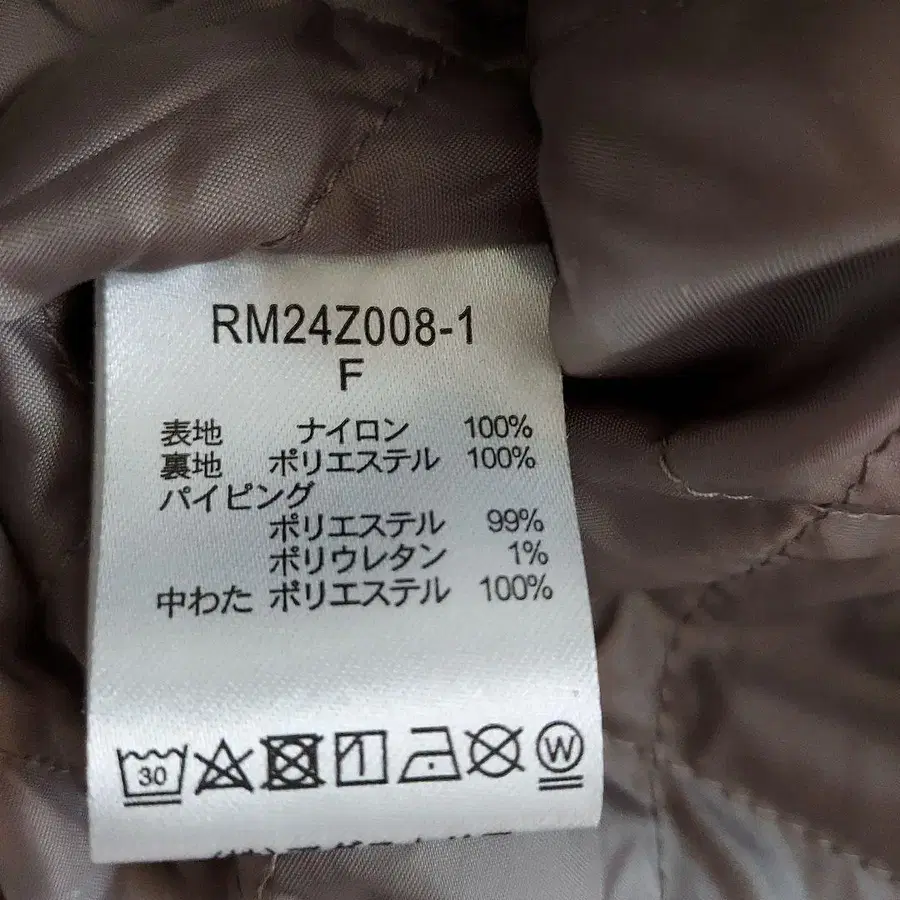 RM24Z008-1
F
表地 ナイロン 100%
裏地 ポリエステル 100%
パイピング
ポリエステル 99%
ポリウレタン 1%
中わた ポリエステル 100%
30
W